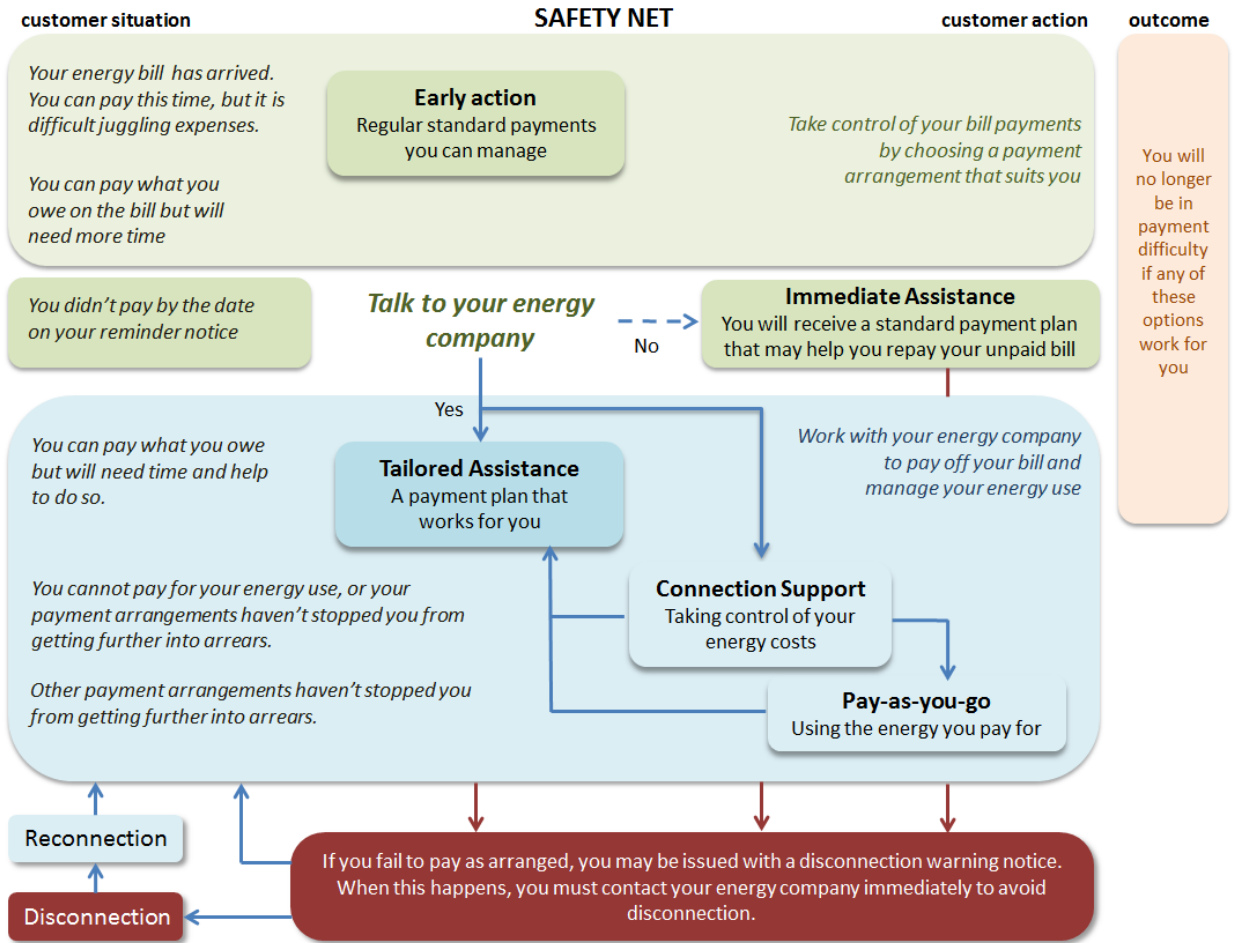 customer situation
SAFETY NET
customer action
outcome
Your energy bill has arrived.
You can pay this time, but it is
difficult juggling expenses.
You can pay what you
owe on the bill but will
need more time
Early action
Regular standard payments
you can manage
Take control of your bill payments
by choosing a payment
arrangement that suits you
You will
no longer
be in
payment
difficulty
if any of
these
options
work for
you
You didn't pay by the date
on your reminder notice
Talk to your energy
company
No
Immediate Assistance
You will receive a standard payment plan
that may help you repay your unpaid bill
Yes
You can pay what you owe
but will need time and help
to do so.
Tailored Assistance
A payment plan that
works for you
Work with your energy company
to pay off your bill and
manage your energy use
You cannot pay for your energy use, or your
payment arrangements haven't stopped you from
getting further into arrears.
Connection Support
Taking control of your
energy costs
Other payment arrangements haven't stopped you
from getting further into arrears.
Pay-as-you-go
Using the energy you pay for
Reconnection
Disconnection
If you fail to pay as arranged, you may be issued with a disconnection warning notice.
When this happens, you must contact your energy company immediately to avoid
disconnection.